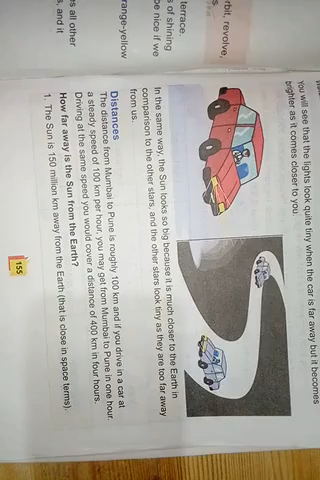 rbit, revolve,
terrace.
s of shining
be nice if we
range-yellow
s all other
s, and it
You will see that the lights look quite tiny when the car is far away but it becomes
brighter as it comes closer to you.
In the same way, the Sun looks so big because it is much closer to the Earth in
comparison to the other stars, and the other stars look tiny as they are too far away
from us.
Distances
The distance from Mumbai to Pune is roughly 100 km and if you drive in a car at
a steady speed of 100 km per hour, you may get from Mumbai to Pune in one hour.
Driving at the same speed you would cover a distance of 400 km in four hours.
How far away is the Sun from the Earth?
1. The Sun is 150 million km away from the Earth (that is close in space terms).
155